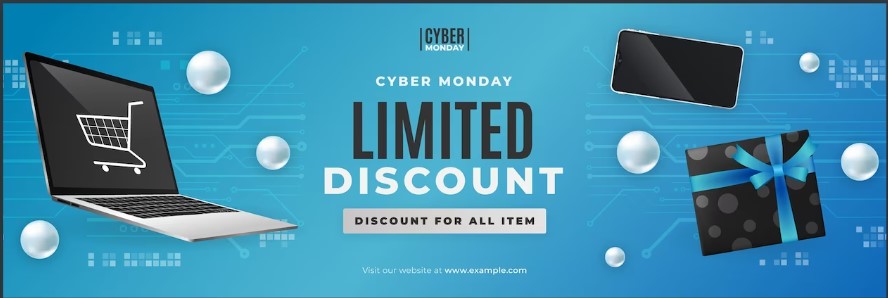 CYBER
MONDAY
CYBER MONDAY
LIMITED
DISCOUNT
DISCOUNT FOR ALL ITEM
Visit our website at www.example.com